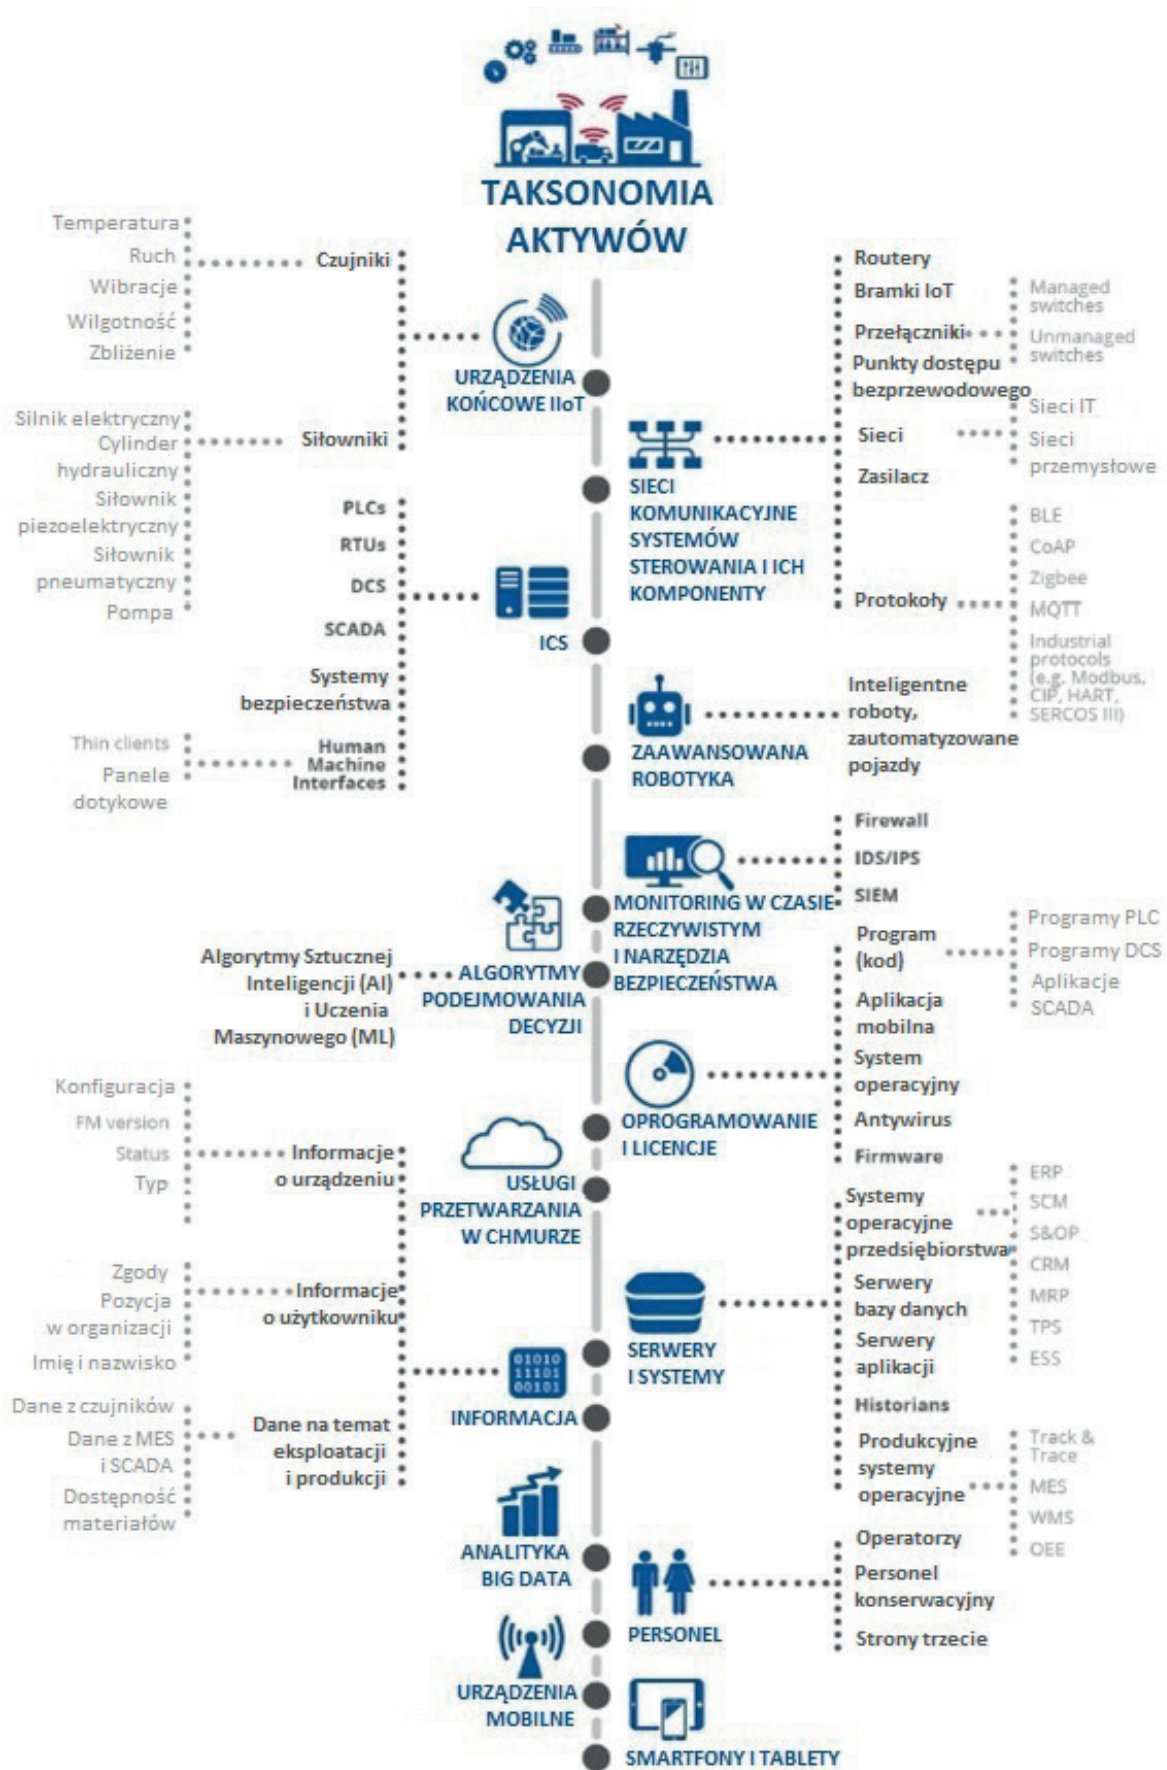 TAKSONOMIA
AKTYWÓW
Temperatura
Ruch
Wibracje
Wilgotność
Zbliżenie
Czujniki
Silnik elektryczny
Cylinder
hydrauliczny
Siłownik
piezoelektryczny
Siłownik
pneumatyczny
Pompa
Siłowniki
URZĄDZENIA
KOŃCOWE IIoT
Routery
Bramki IoT
Przełączniki
Managed
switches
Unmanaged
switches
Punkty dostępu
bezprzewodowego
Sieci
Sieci IT
Sieci
przemysłowe
Zasilacz
Protokoły
BLE
CoAP
Zigbee
MQTT
Industrial
protocols
(e.g. Modbus,
CIP, HART,
SERCOS III)
SIECI
KOMUNIKACYJNE
SYSTEMÓW
STEROWANIA I ICH
KOMPONENTY
PLCs
RTUs
DCS
SCADA
Systemy
bezpieczeństwa
Human
Machine
Interfaces
Thin clients
Panele
dotykowe
ICS
ZAAWANSOWANA
ROBOTYKA
Inteligentne
roboty,
zautomatyzowane
pojazdy
MONITORING W CZASIE
RZECZYWISTYM
I NARZĘDZIA
BEZPIECZEŃSTWA
Firewall
IDS/IPS
SIEM
Algorytmy Sztucznej
Inteligencji (AI)
i Uczenia
Maszynowego (ML)
ALGORYTMY
PODEJMOWANIA
DECYZJI
OPROGRAMOWANIE
I LICENCJE
Program
(kod)
Programy PLC
Programy DCS
Aplikacje
SCADA
Aplikacja
mobilna
System
operacyjny
Antywirus
Firmware
USŁUGI
PRZETWARZANIA
W CHMURZE
Konfiguracja
FM version
Status
Typ
Informacje
o urządzeniu
Zgody
Pozycja
w organizacji
Imię i nazwisko
Informacje
o użytkowniku
Dane z czujników
Dane z MES
i SCADA
Dostępność
materiałów
Dane na temat
eksploatacji
i produkcji
INFORMACJA
SERWERY
I SYSTEMY
Systemy
operacyjne
przedsiębiorstwa
ERP
SCM
S&OP
CRM
MRP
TPS
ESS
Serwery
bazy danych
Serwery
aplikacji
Historians
Produkcyjne
systemy
operacyjne
Track &
Trace
MES
WMS
OEE
ANALITYKA
BIG DATA
PERSONEL
Operatorzy
Personel
konserwacyjny
Strony trzecie
URZĄDZENIA
MOBILNE
SMARTFONY I TABLETY
01010
11101
00101